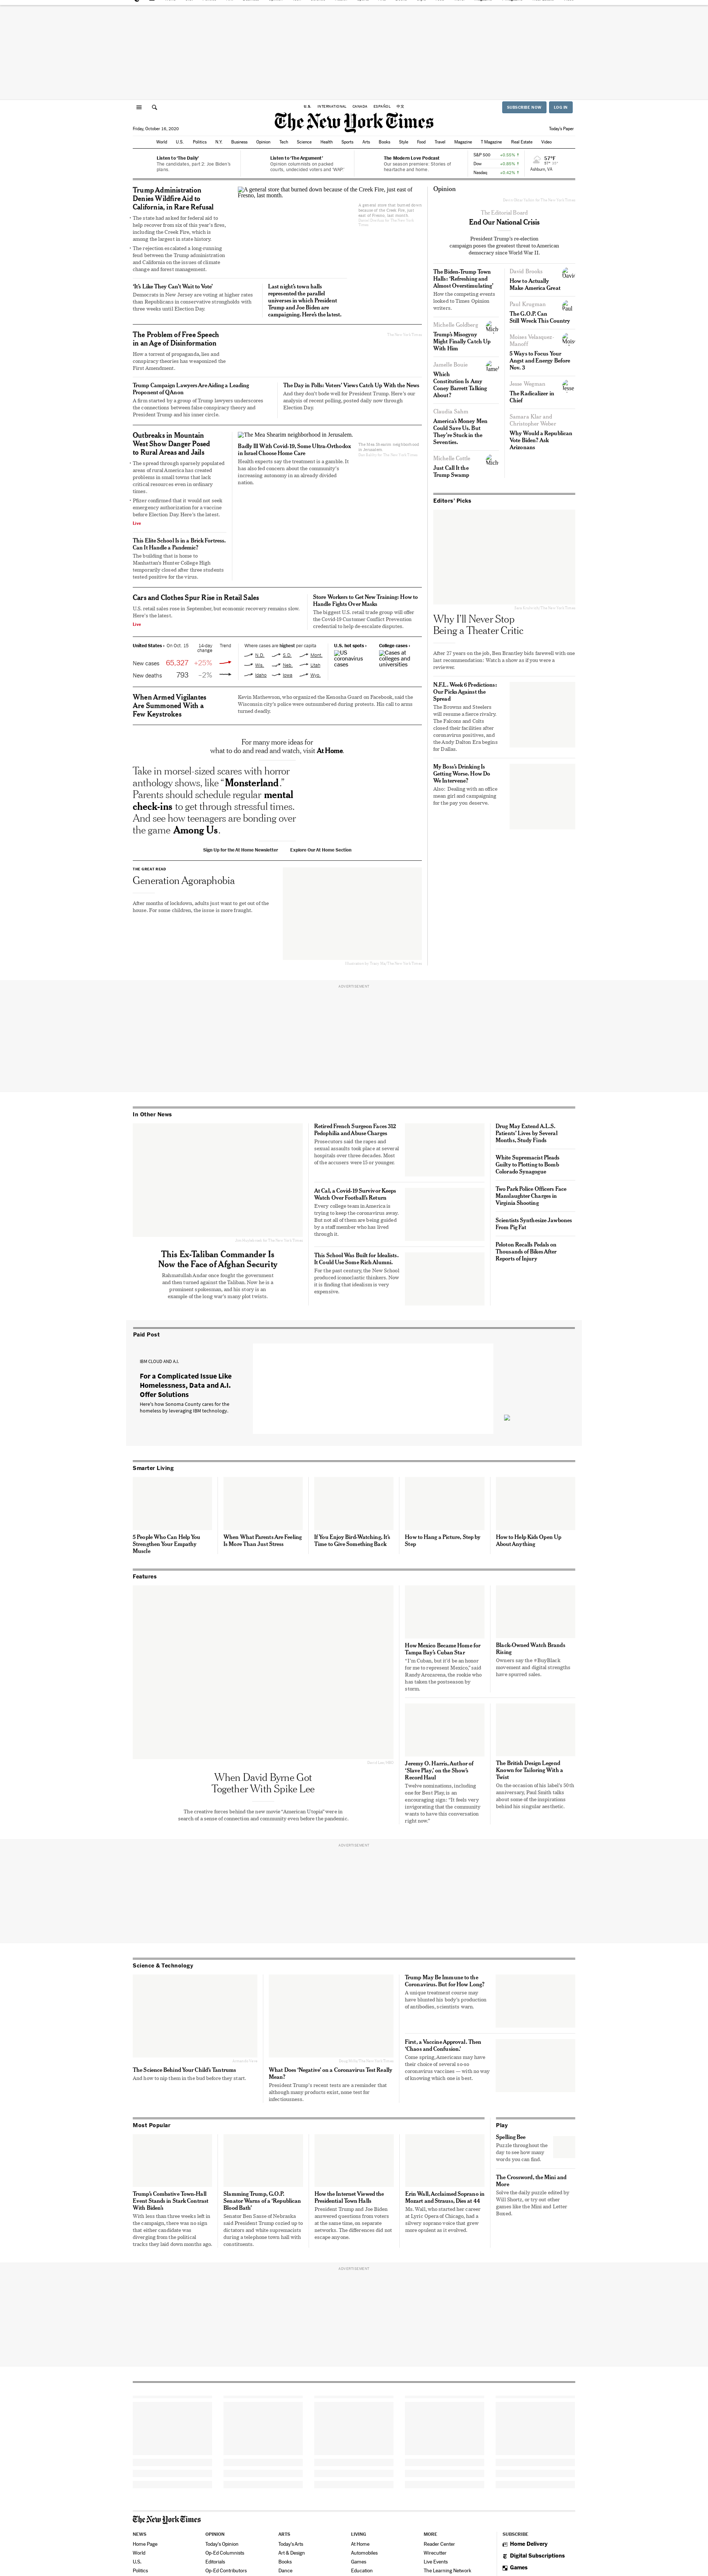 U.S. INTERNATIONAL CANADA ESPAÑOL 中文
SUBSCRIBE NOW LOG IN
The New York Times
Friday, October 16, 2020
Today's Paper
World U.S. Politics N.Y. Business Opinion Tech Science Health Sports Arts Books Style Food Travel Magazine T Magazine Real Estate Video
Listen to 'The Daily'
The candidates, part 2: Joe Biden's plans.
Listen to 'The Argument'
Opinion columnists on packed courts, undecided voters and 'WAP.'
The Modern Love Podcast
Our season premiere: Stories of heartache and home.
S&P 500
Dow
Nasdaq
57°F
Ashburn, VA
Trump Administration
Denies Wildfire Aid to
California, in Rare Refusal
• The state had asked for federal aid to
help recover from six of this year's fires,
including the Creek Fire, which is
among the largest in state history.
• The rejection escalated a long-running
feud between the Trump administration
and California on the issues of climate
change and forest management.
A general store that burned down because of the Creek Fire, just east of Fresno, last month.
A general store that burned down because of the Creek Fire, just east of Fresno, last month.
'It's Like They Can't Wait to Vote'
Democrats in New Jersey are voting at higher rates
than Republicans in conservative strongholds with
three weeks until Election Day.
Last night's town halls
represented the parallel
universes in which President
Trump and Joe Biden are
campaigning. Here's the latest.
The Problem of Free Speech
in an Age of Disinformation
How a torrent of propaganda, lies and
conspiracy theories has weaponized the
First Amendment.
The New York Times
Trump Campaign Lawyers Are Aiding a Leading
Proponent of QAnon
A firm started by a group of Trump lawyers underscores
the connections between false conspiracy theory and
President Trump and his inner circle.
The Day in Polls: Voters' Views Catch Up With the News
And they don't bode well for President Trump. Here's our
analysis of recent polling, posted daily now through
Election Day.
Outbreaks in Mountain
West Show Danger Posed
to Rural Areas and Jails
• The spread through sparsely populated
areas of rural America has created
problems in small towns that lack
critical resources even in ordinary
times.
• Pfizer confirmed that it would not seek
emergency authorization for a vaccine
before Election Day. Here's the latest.
Live
This Elite School Is in a Brick Fortress.
Can It Handle a Pandemic?
The building that is home to
Manhattan's Hunter College High
temporarily closed after three students
tested positive for the virus.
The Mea Shearim neighborhood in Jerusalem.
Badly Ill With Covid-19, Some Ultra-Orthodox
in Israel Choose Home Care
Health experts say the treatment is a gamble. It
has also fed concern about the community's
increasing autonomy in an already divided
nation.
The Mea Shearim neighborhood in Jerusalem.
Cars and Clothes Spur Rise in Retail Sales
U.S. retail sales rose in September, but economic recovery remains slow.
Here's the latest.
Live
Store Workers to Get New Training: How to
Handle Fights Over Masks
The biggest U.S. retail trade group will offer
the Covid-19 Customer Conflict Prevention
credential to help de-escalate disputes.
United States › On Oct. 15 14-day change Trend
New cases 65,327 +25%
New deaths 793 –2%
Where cases are highest per capita
N.D. S.D. Mont.
Wis. Neb. Utah
Idaho Iowa Wyo.
U.S. hot spots ›
US coronavirus cases
College cases ›
Cases at colleges and universities
When Armed Vigilantes
Are Summoned With a
Few Keystrokes
Kevin Mathewson, who organized the Kenosha Guard on Facebook, said the
Wisconsin city's police were outnumbered during protests. His call to arms
turned deadly.
For many more ideas for
what to do and read and watch, visit At Home.
Take in morsel-sized scares with horror
anthology shows, like "Monsterland."
Parents should schedule regular mental
check-ins to get through stressful times.
And see how teenagers are bonding over
the game Among Us.
Sign Up for the At Home Newsletter Explore Our At Home Section
THE GREAT READ
Generation Agoraphobia
After months of lockdown, adults just want to get out of the
house. For some children, the issue is more fraught.
Opinion
The Editorial Board
End Our National Crisis
President Trump's re-election
campaign poses the greatest threat to American
democracy since World War II.
The Biden-Trump Town
Halls: 'Refreshing and
Almost Overstimulating'
How the competing events
looked to Times Opinion
writers.
Michelle Goldberg
Trump's Misogyny
Might Finally Catch Up
With Him
Jamelle Bouie
Which
Constitution Is Amy
Coney Barrett Talking
About?
Claudia Sahm
America's Money Men
Could Save Us, But
They're Stuck in the
Seventies.
Michelle Cottle
Just Call It the
Trump Swamp
David Brooks
How to Actually
Make America Great
Paul Krugman
The G.O.P. Can
Still Wreck This Country
Moises Velasquez-
Manoff
5 Ways to Focus Your
Angst and Energy Before
Nov. 3
Jesse Wegman
The Radicalizer in
Chief
Samara Klar and
Christopher Weber
Why Would a Republican
Vote Biden? Ask
Arizonans
Editors' Picks
Why I'll Never Stop
Being a Theater Critic
After 27 years on the job, Ben Brantley bids farewell with one
last recommendation: Watch a show as if you were a
reviewer.
N.F.L. Week 6 Predictions:
Our Picks Against the
Spread
The Browns and Steelers
will resume a fierce rivalry.
The Falcons and Colts
closed their facilities after
coronavirus positives, and
the Andy Dalton Era begins
for Dallas.
My Boss's Drinking Is
Getting Worse. How Do
We Intervene?
Also: Dealing with an office
mean girl and campaigning
for the pay you deserve.
ADVERTISEMENT
In Other News
This Ex-Taliban Commander Is
Now the Face of Afghan Security
Rahmatullah Andar once fought the government
and then turned against the Taliban. Now he is a
prominent spokesman, and his story is an
example of the long war's many plot twists.
Retired French Surgeon Faces 312
Pedophilia and Abuse Charges
Prosecutors said the rapes and
sexual assaults took place at several
hospitals over three decades. Most
of the accusers were 15 or younger.
At Cal, a Covid-19 Survivor Keeps
Watch Over Football's Return
Every college team in America is
trying to keep the coronavirus away.
But not all of them are being guided
by a staff member who has lived
through it.
This School Was Built for Idealists.
It Could Use Some Rich Alumni.
For the past century, the New School
produced iconoclastic thinkers. Now
it is finding that idealism is very
expensive.
Drug May Extend A.L.S.
Patients' Lives by Several
Months, Study Finds
White Supremacist Pleads
Guilty to Plotting to Bomb
Colorado Synagogue
Two Park Police Officers Face
Manslaughter Charges in
Virginia Shooting
Scientists Synthesize Jawbones
From Pig Fat
Peloton Recalls Pedals on
Thousands of Bikes After
Reports of Injury
Paid Post
IBM CLOUD AND A.I.
For a Complicated Issue Like
Homelessness, Data and A.I.
Offer Solutions
Here's how Sonoma County cares for the
homeless by leveraging IBM technology.
Smarter Living
5 People Who Can Help You
Strengthen Your Empathy
Muscle
When What Parents Are Feeling
Is More Than Just Stress
If You Enjoy Bird-Watching, It's
Time to Give Something Back
How to Hang a Picture, Step by
Step
How to Help Kids Open Up
About Anything
Features
When David Byrne Got
Together With Spike Lee
The creative forces behind the new movie "American Utopia" were in
search of a sense of connection and community even before the pandemic.
How Mexico Became Home for
Tampa Bay's Cuban Star
"I'm Cuban, but it'd be an honor
for me to represent Mexico," said
Randy Arozarena, the rookie who
has taken the postseason by
storm.
Black-Owned Watch Brands
Rising
Owners say the #BuyBlack
movement and digital strategies
have spurred sales.
Jeremy O. Harris, Author of
'Slave Play,' on the Show's
Record Haul
Twelve nominations, including
one for Best Play, is an
encouraging sign: "It feels very
invigorating that the community
wants to have this conversation
right now."
The British Design Legend
Known for Tailoring With a
Twist
On the occasion of his label's 50th
anniversary, Paul Smith talks
about some of the inspirations
behind his singular aesthetic.
ADVERTISEMENT
Science & Technology
The Science Behind Your Child's Tantrums
And how to nip them in the bud before they start.
What Does 'Negative' on a Coronavirus Test Really
Mean?
President Trump's recent tests are a reminder that
although many products exist, none test for
infectiousness.
Trump May Be Immune to the
Coronavirus. But for How Long?
A unique treatment course may
have blunted his body's production
of antibodies, scientists warn.
First, a Vaccine Approval. Then
'Chaos and Confusion.'
Come spring, Americans may have
their choice of several so-so
coronavirus vaccines — with no way
of knowing which one is best.
Most Popular
Trump's Combative Town-Hall
Event Stands in Stark Contrast
With Biden's
With less than three weeks left in
the campaign, there was no sign
that either candidate was
diverging from the political
tracks they laid down months ago.
Slamming Trump, G.O.P.
Senator Warns of a 'Republican
Blood Bath'
Senator Ben Sasse of Nebraska
said President Trump cozied up to
dictators and white supremacists
during a telephone town hall with
constituents.
How the Internet Viewed the
Presidential Town Halls
President Trump and Joe Biden
answered questions from voters
at the same time, on separate
networks. The differences did not
escape anyone.
Erin Wall, Acclaimed Soprano in
Mozart and Strauss, Dies at 44
Ms. Wall, who started her career
at Lyric Opera of Chicago, had a
silvery soprano voice that grew
more opulent as it evolved.
Play
Spelling Bee
Puzzle throughout the
day to see how many
words you can find.
The Crossword, the Mini and
More
Solve the daily puzzle edited by
Will Shortz, or try out other
games like the Mini and Letter
Boxed.
ADVERTISEMENT
The New York Times
NEWS
Home Page
World
U.S.
Politics
OPINION
Today's Opinion
Op-Ed Columnists
Editorials
Op-Ed Contributors
ARTS
Today's Arts
Art & Design
Books
Dance
LIVING
At Home
Automobiles
Games
Education
MORE
Reader Center
Wirecutter
Live Events
The Learning Network
SUBSCRIBE
Home Delivery
Digital Subscriptions
Games